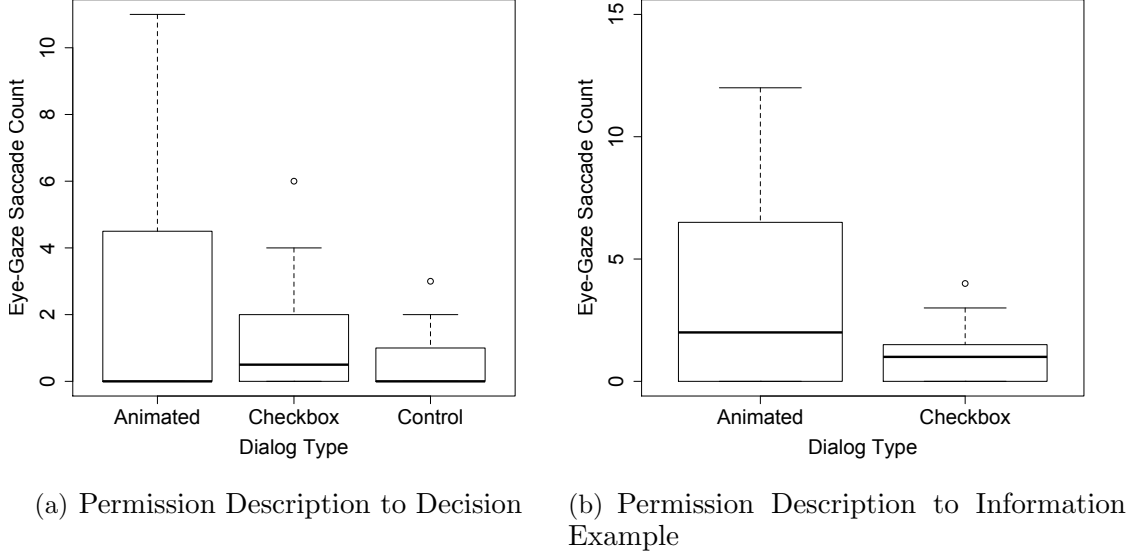 Eye-Gaze Saccade Count
10
8
6
4
2
0
Animated Checkbox Control
Dialog Type
(a) Permission Description to Decision
Eye-Gaze Saccade Count
15
10
5
0
Animated Checkbox
Dialog Type
(b) Permission Description to Information
Example